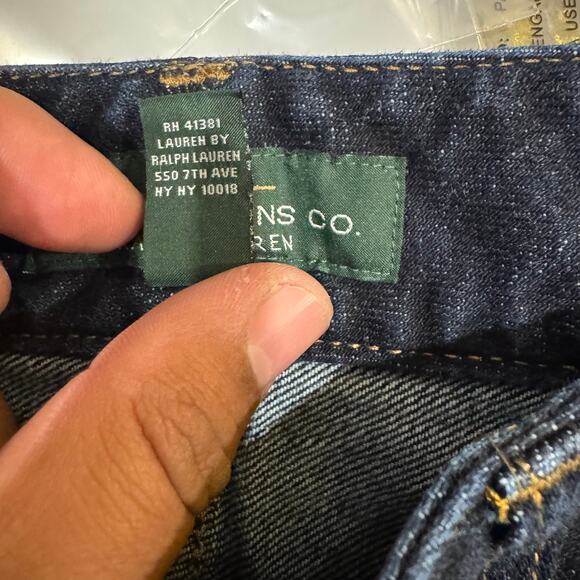 RN 41381
LAUREN BY
RALPH LAUREN
550 7TH AVE
NY NY 10018
NS CO.
REN